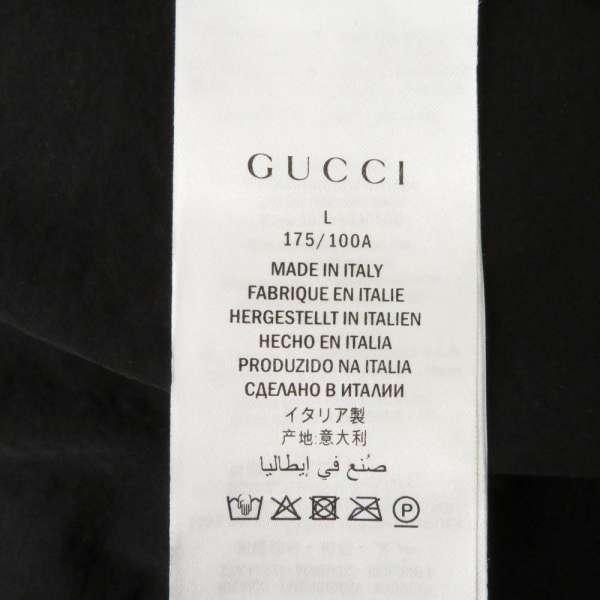 GUCCI
L
175/100A
MADE IN ITALY
FABRIQUE EN ITALIE
HERGESTELLT IN ITALIEN
HECHO EN ITALIA
PRODUZIDO NA ITALIA
СДЕЛАНО В ИТАЛИИ
イタリア製
产地:意大利
صُنع في إيطاليا
P